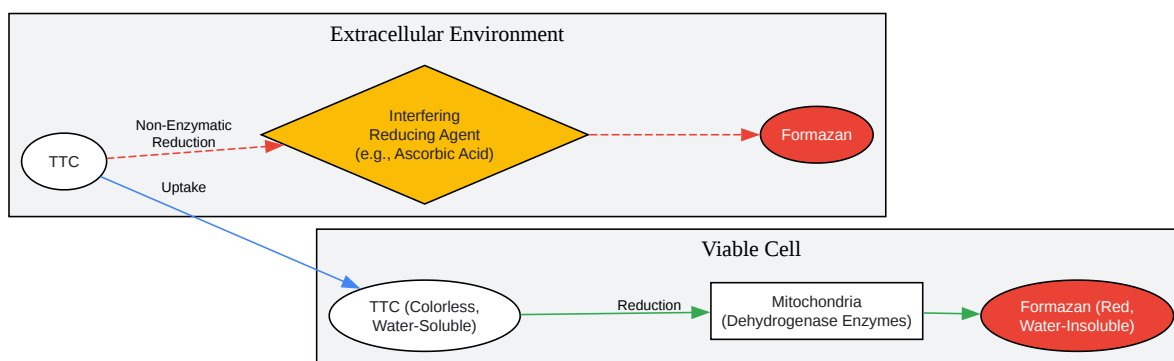 Extracellular Environment
TTC
Non-Enzymatic
Reduction
Interfering
Reducing Agent
(e.g., Ascorbic Acid)
Formazan
Uptake
Viable Cell
TTC (Colorless,
Water-Soluble)
Reduction
Mitochondria
(Dehydrogenase Enzymes)
Formazan (Red,
Water-Insoluble)